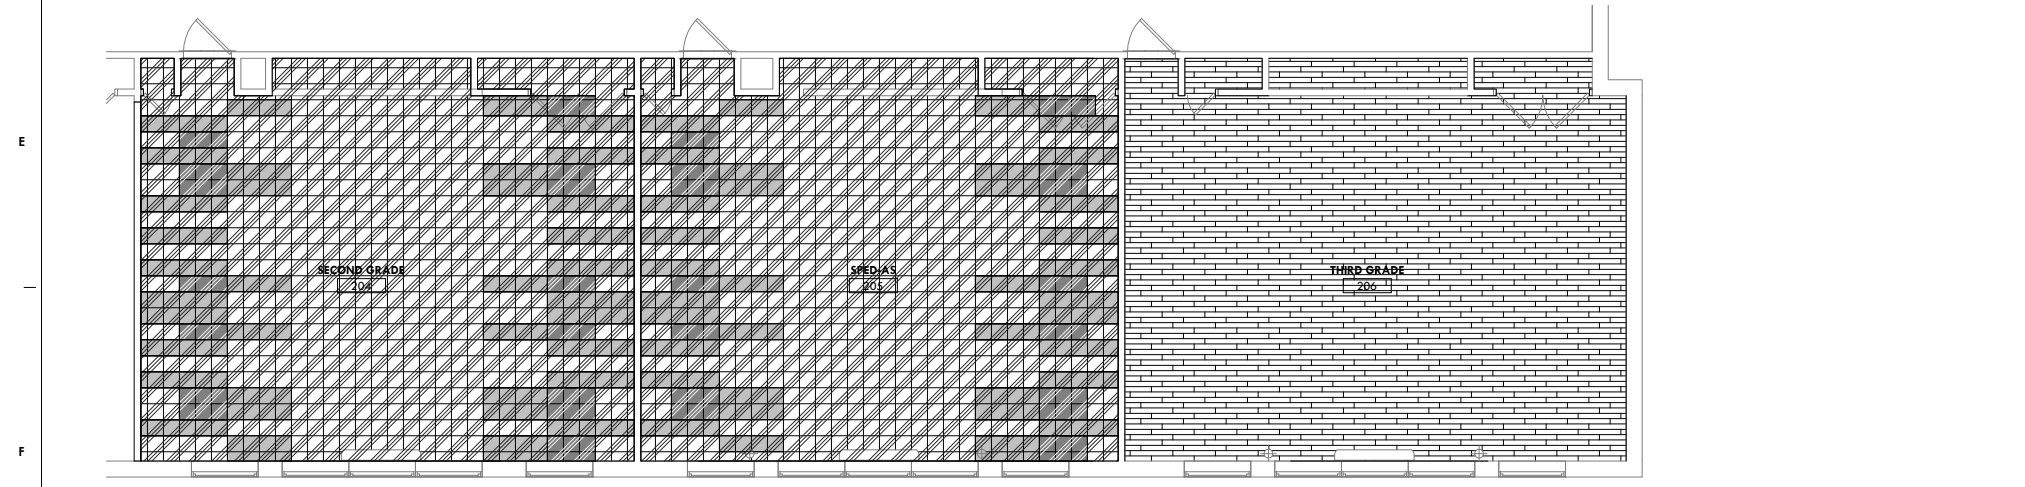 E
SECOND GRADE
204
SPED-AS
205
THIRD GRADE
206
F